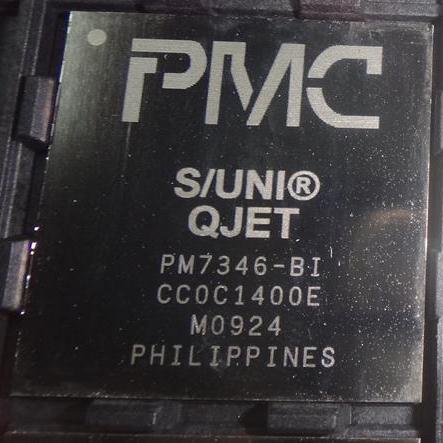 PMC
S/UNI®
QJET
PM7346-BI
CC0C1400E
M0924
PHILIPPINES